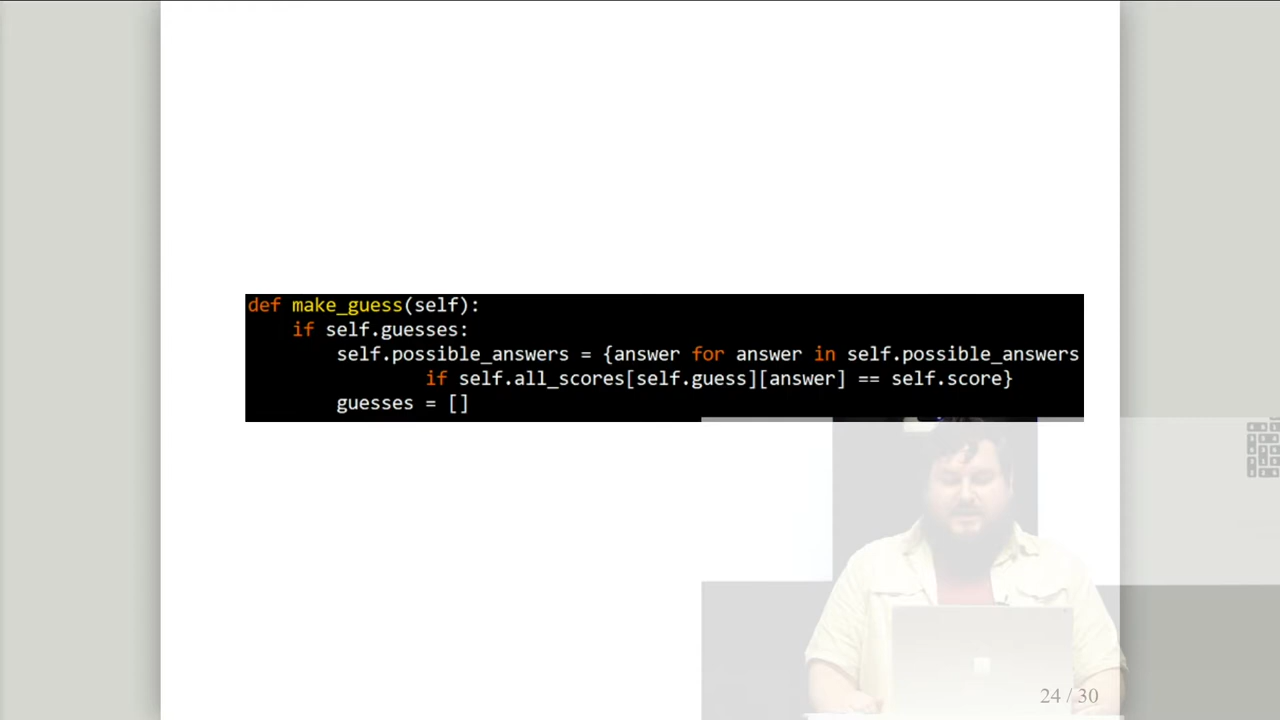 def make_guess(self):
    if self.guesses:
        self.possible_answers = {answer for answer in self.possible_answers
                if self.all_scores[self.guess][answer] == self.score}
        guesses = []
24 / 30